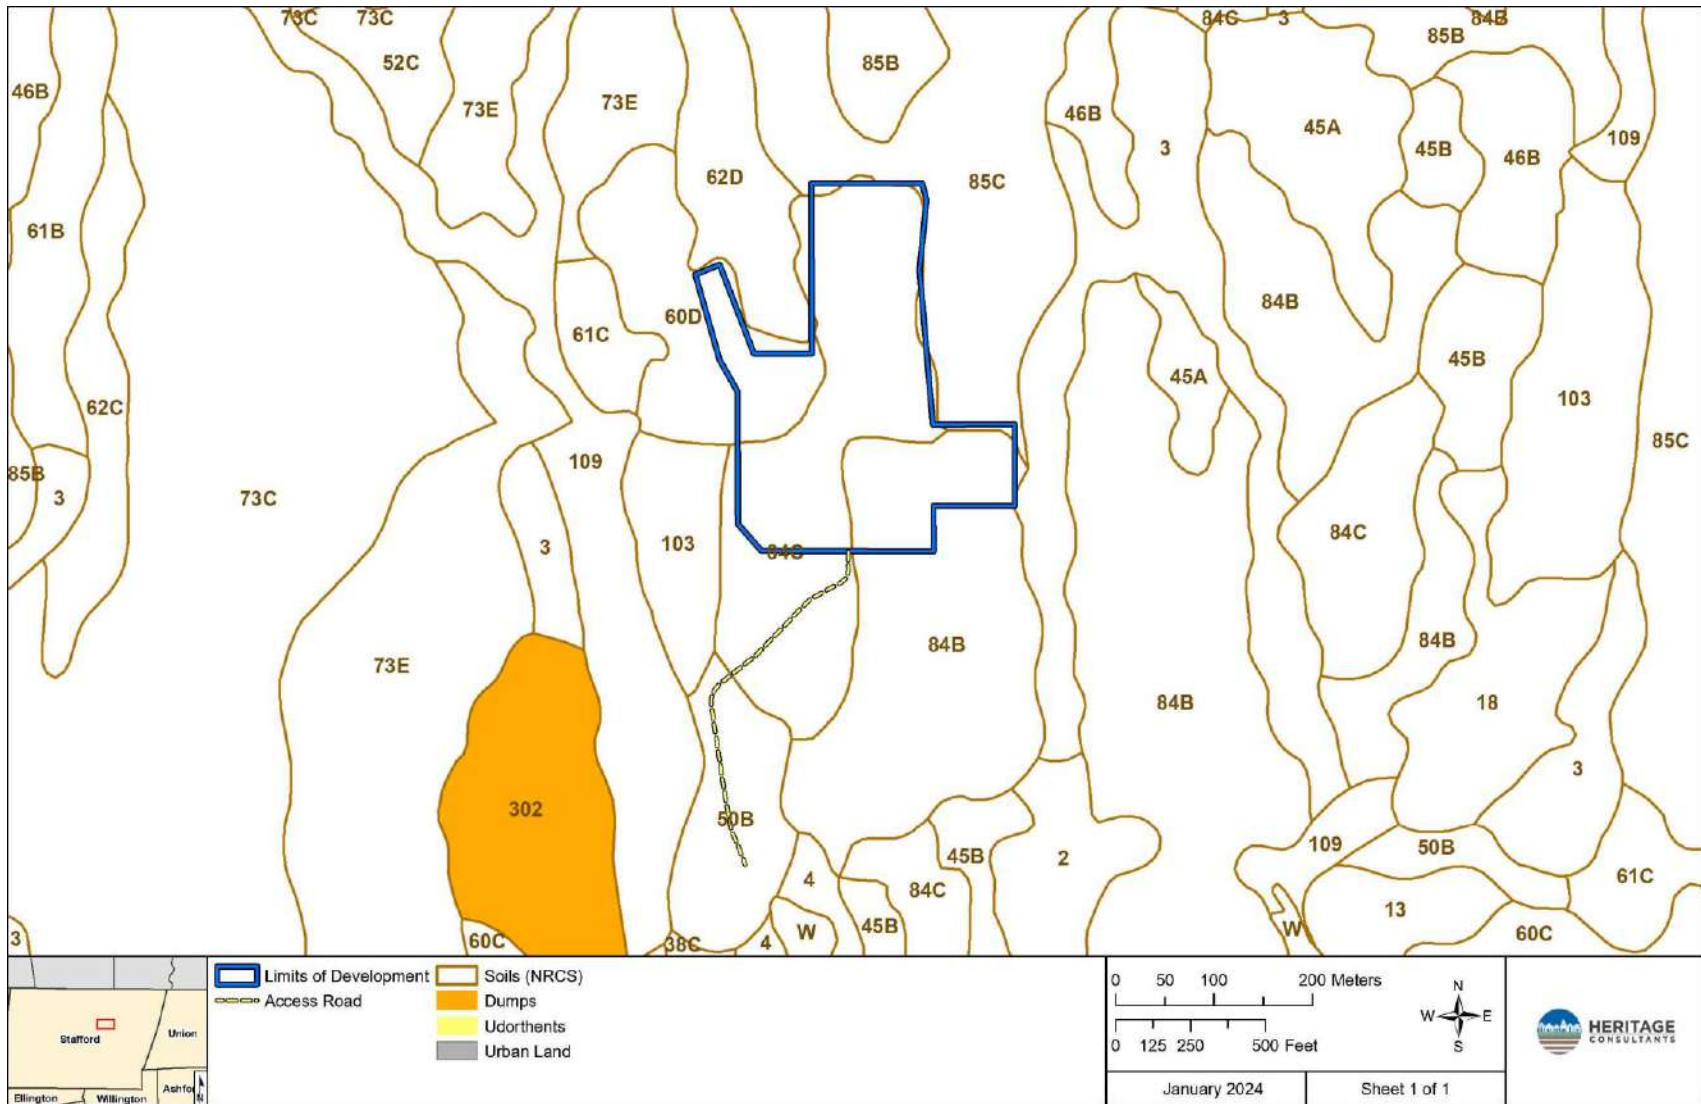 73C
73C
84C
3
84B
85B
52C
85B
46B
73E
73E
46B
45A
3
45B
46B
109
62D
85C
61B
84B
60D
61C
45B
45A
62C
103
85C
109
85B
3
73C
84C
3
103
84C
84B
84B
73E
84B
18
3
302
50B
109
50B
45B
2
4
84C
61C
13
45B
W
W
60C
3
60C
38C
4
Stafford
Union
Ashfo
Ellington
Willington
N
Limits of Development
Access Road
Soils (NRCS)
Dumps
Udorthents
Urban Land
0 50 100 200 Meters
0 125 250 500 Feet
N
W E
S
January 2024
Sheet 1 of 1
HERITAGE
CONSULTANTS